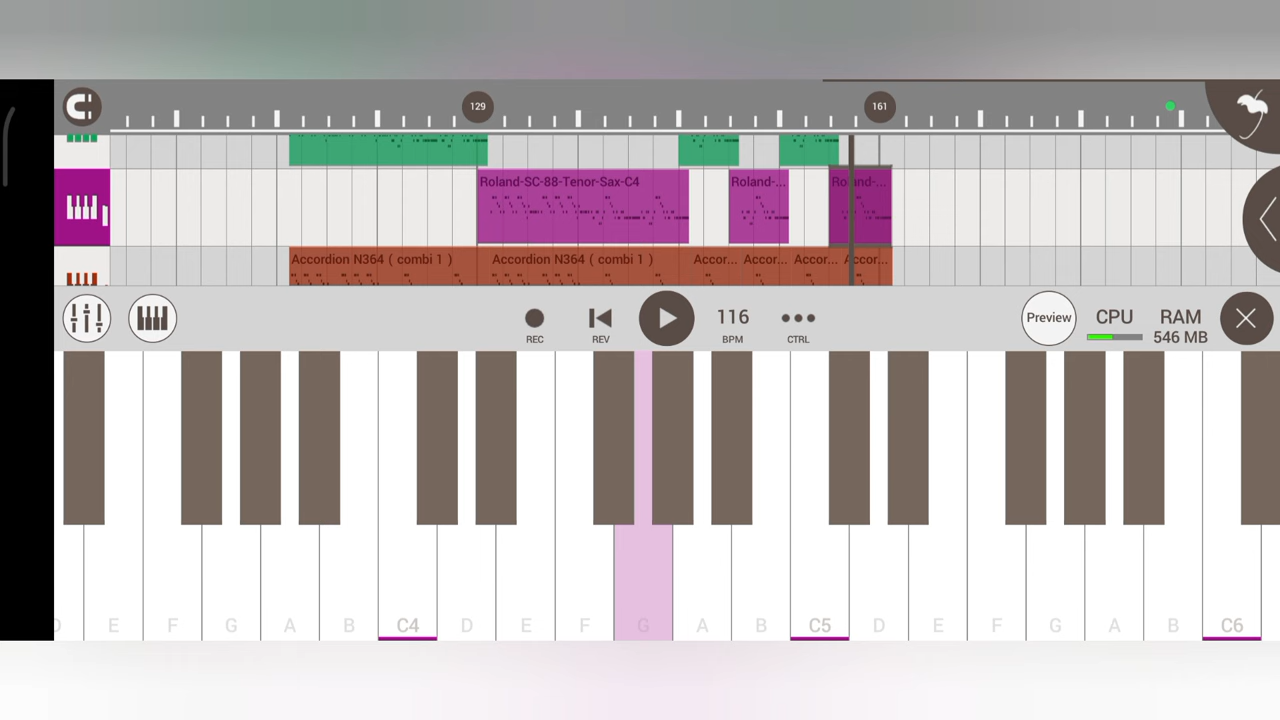 129
161
Roland-SC-88-Tenor-Sax-C4
Roland-...
Roland-...
Accordion N364 ( combi 1 )
Accordion N364 ( combi 1 )
Accor...
Accor...
Accor...
Accor...
REC
REV
116
BPM
CTRL
Preview
CPU
RAM
546 MB
D E F G A B C4 D E F G A B C5 D E F G A B C6